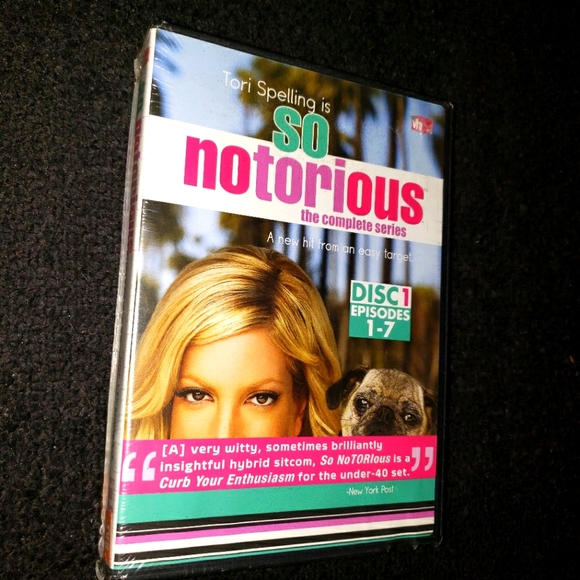 Tori Spelling is
so
notorious
the complete series
A new hit from an easy target.
DISC 1
EPISODES
1-7
“[A] very witty, sometimes brilliantly
insightful hybrid sitcom, So NoTORIous is a
Curb Your Enthusiasm for the under-40 set.”
-New York Post